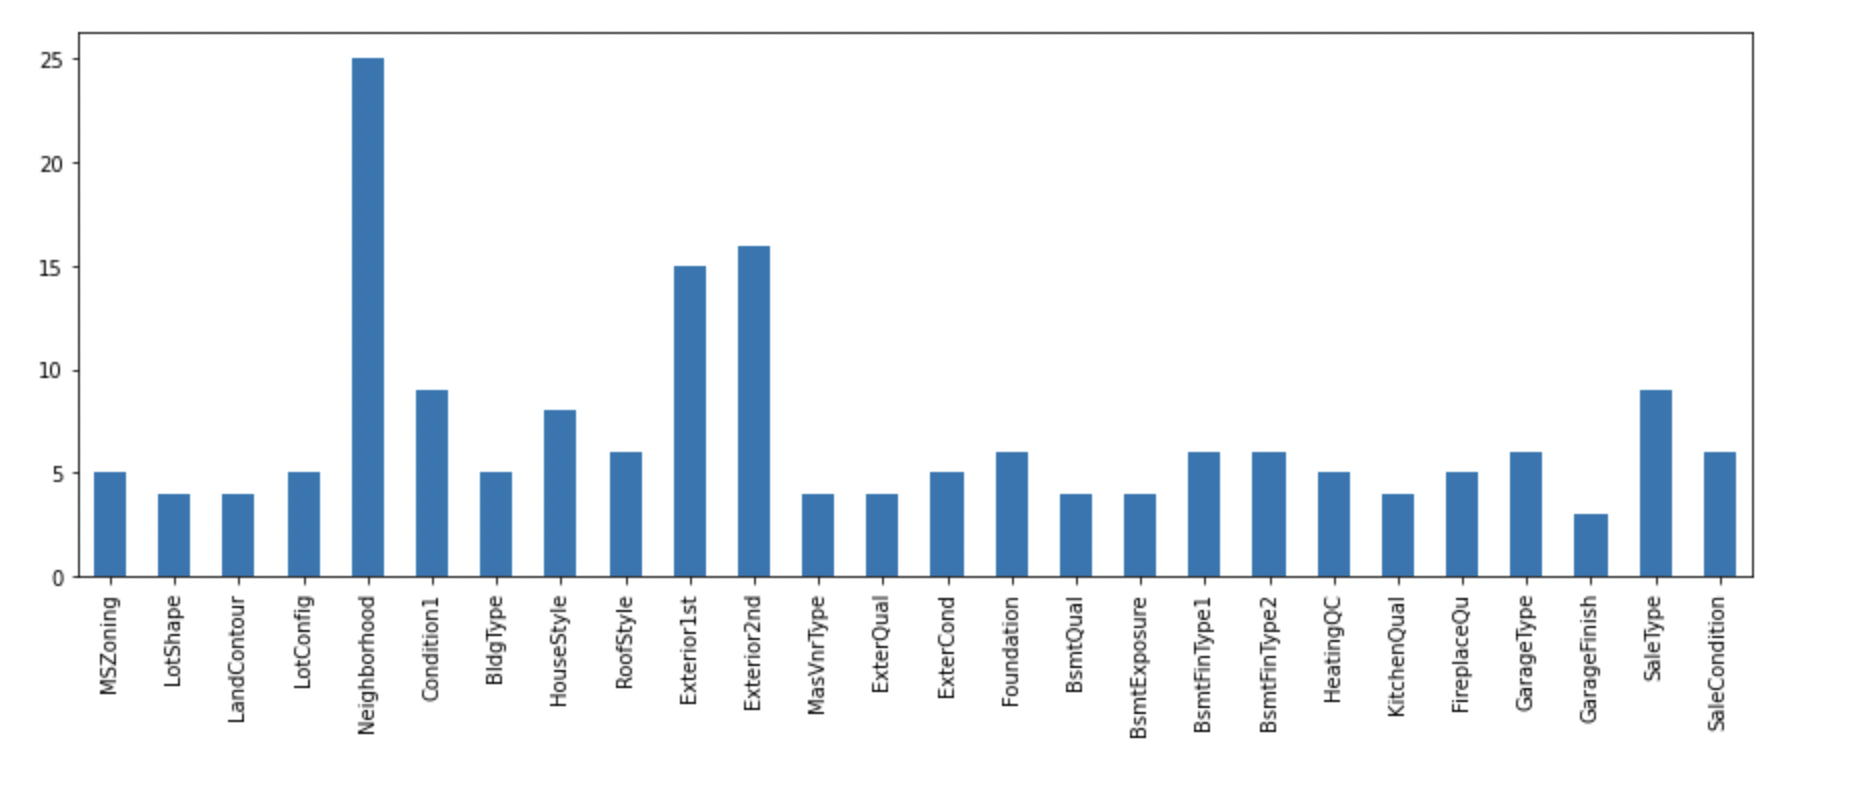 25
20
15
10
5
0
MSZoning
LotShape
LandContour
LotConfig
Neighborhood
Condition1
BldgType
HouseStyle
RoofStyle
Exterior1st
Exterior2nd
MasVnrType
ExterQual
ExterCond
Foundation
BsmtQual
BsmtExposure
BsmtFinType1
BsmtFinType2
HeatingQC
KitchenQual
FireplaceQu
GarageType
GarageFinish
SaleType
SaleCondition